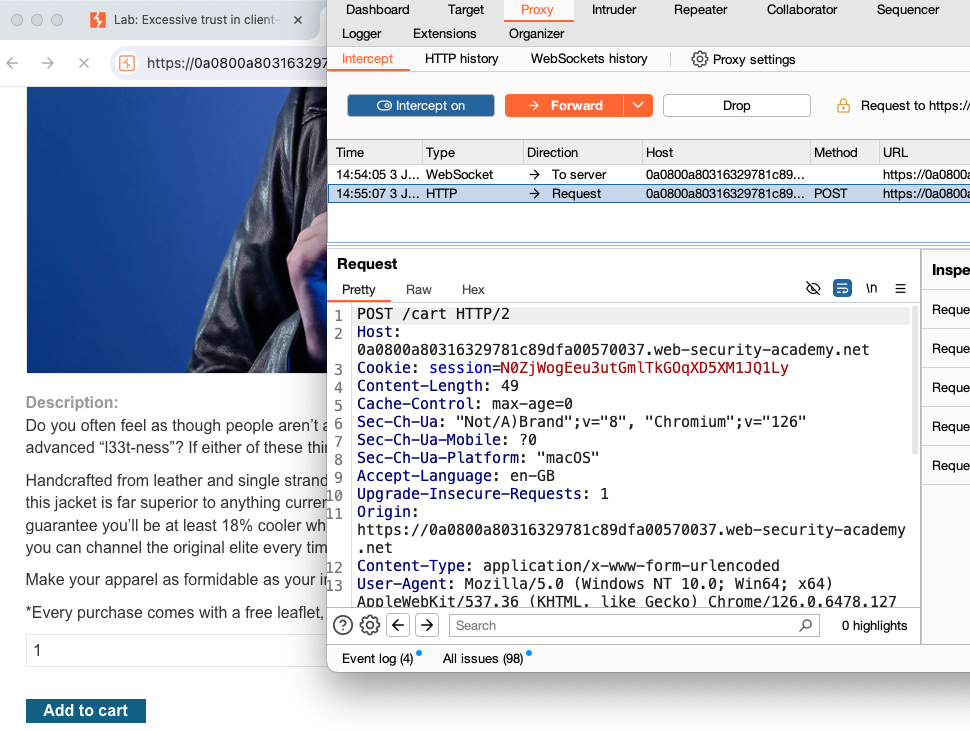 Lab: Excessive trust in client-
https://0a0800a803163297
Description:
Do you often feel as though people aren't a
advanced "l33t-ness"? If either of these thin
Handcrafted from leather and single strand
this jacket is far superior to anything curren
guarantee you'll be at least 18% cooler wh
you can channel the original elite every tim
Make your apparel as formidable as your in
*Every purchase comes with a free leaflet,
1
Add to cart
Dashboard Target Proxy Intruder Repeater Collaborator Sequencer
Logger Extensions Organizer
Intercept HTTP history WebSockets history Proxy settings
Intercept on Forward Drop Request to https://
Time Type Direction Host Method URL
14:54:05 3 J... WebSocket → To server 0a0800a80316329781c89... https://0a0800a
14:55:07 3 J... HTTP → Request 0a0800a80316329781c89... POST https://0a0800a
Request
Pretty Raw Hex \n
1 POST /cart HTTP/2
2 Host:
0a0800a80316329781c89dfa00570037.web-security-academy.net
3 Cookie: session=N0ZjWogEeu3utGmlTkGOqXD5XM1JQ1Ly
4 Content-Length: 49
5 Cache-Control: max-age=0
6 Sec-Ch-Ua: "Not/A)Brand";v="8", "Chromium";v="126"
7 Sec-Ch-Ua-Mobile: ?0
8 Sec-Ch-Ua-Platform: "macOS"
9 Accept-Language: en-GB
10 Upgrade-Insecure-Requests: 1
11 Origin:
https://0a0800a80316329781c89dfa00570037.web-security-academy
.net
12 Content-Type: application/x-www-form-urlencoded
13 User-Agent: Mozilla/5.0 (Windows NT 10.0; Win64; x64)
AppleWebKit/537.36 (KHTML, like Gecko) Chrome/126.0.6478.127
Search 0 highlights
Event log (4) All issues (98)
Inspe
Reque
Reque
Reque
Reque
Reque